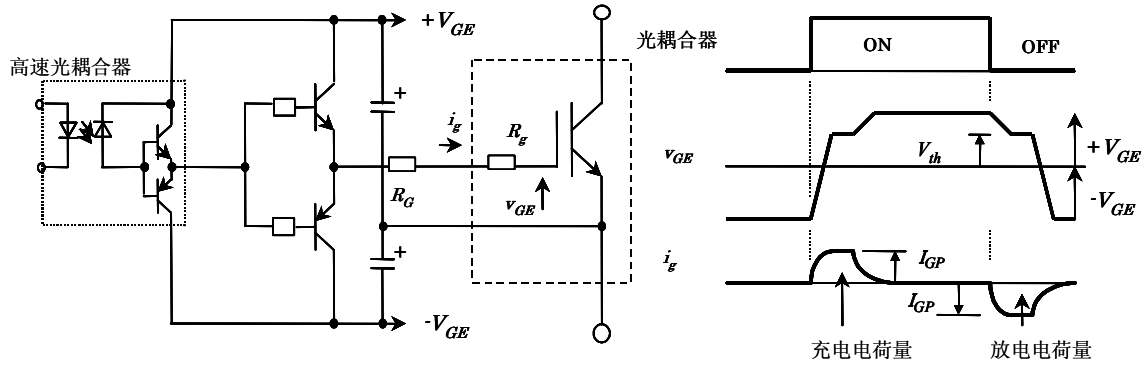 高速光耦合器
+V_GE
i_g
R_g
R_G
v_GE
-V_GE
光耦合器
ON
OFF
v_GE
V_th
+V_GE
-V_GE
i_g
I_GP
I_GP
充电电荷量
放电电荷量
+
+